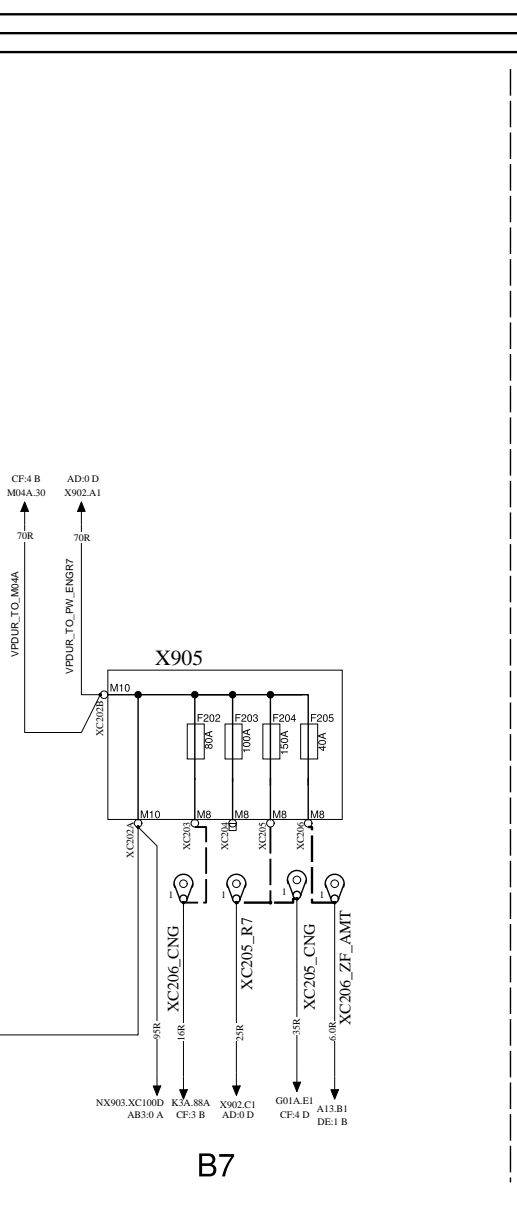 CF:4 B
AD:0 D
M04A.30
X902.A1
70R
70R
VPDUR_TO_M04A
VPDUR_TO_PW_ENGR7
X905
M10
XC202B
F202
F203
F204
F205
80A
100A
150A
40A
M10
M8
M8
M8
M8
XC202A
XC203
XC204
XC205
XC206
1
1
1
1
XC206_CNG
XC205_R7
XC205_CNG
XC206_ZF_AMT
95R
16R
25R
35R
6.0R
NX903.XC100D
K3A.88A
X902.C1
G01A.E1
A13.B1
AB3:0 A
CF:3 B
AD:0 D
CF:4 D
DE:1 B
B7